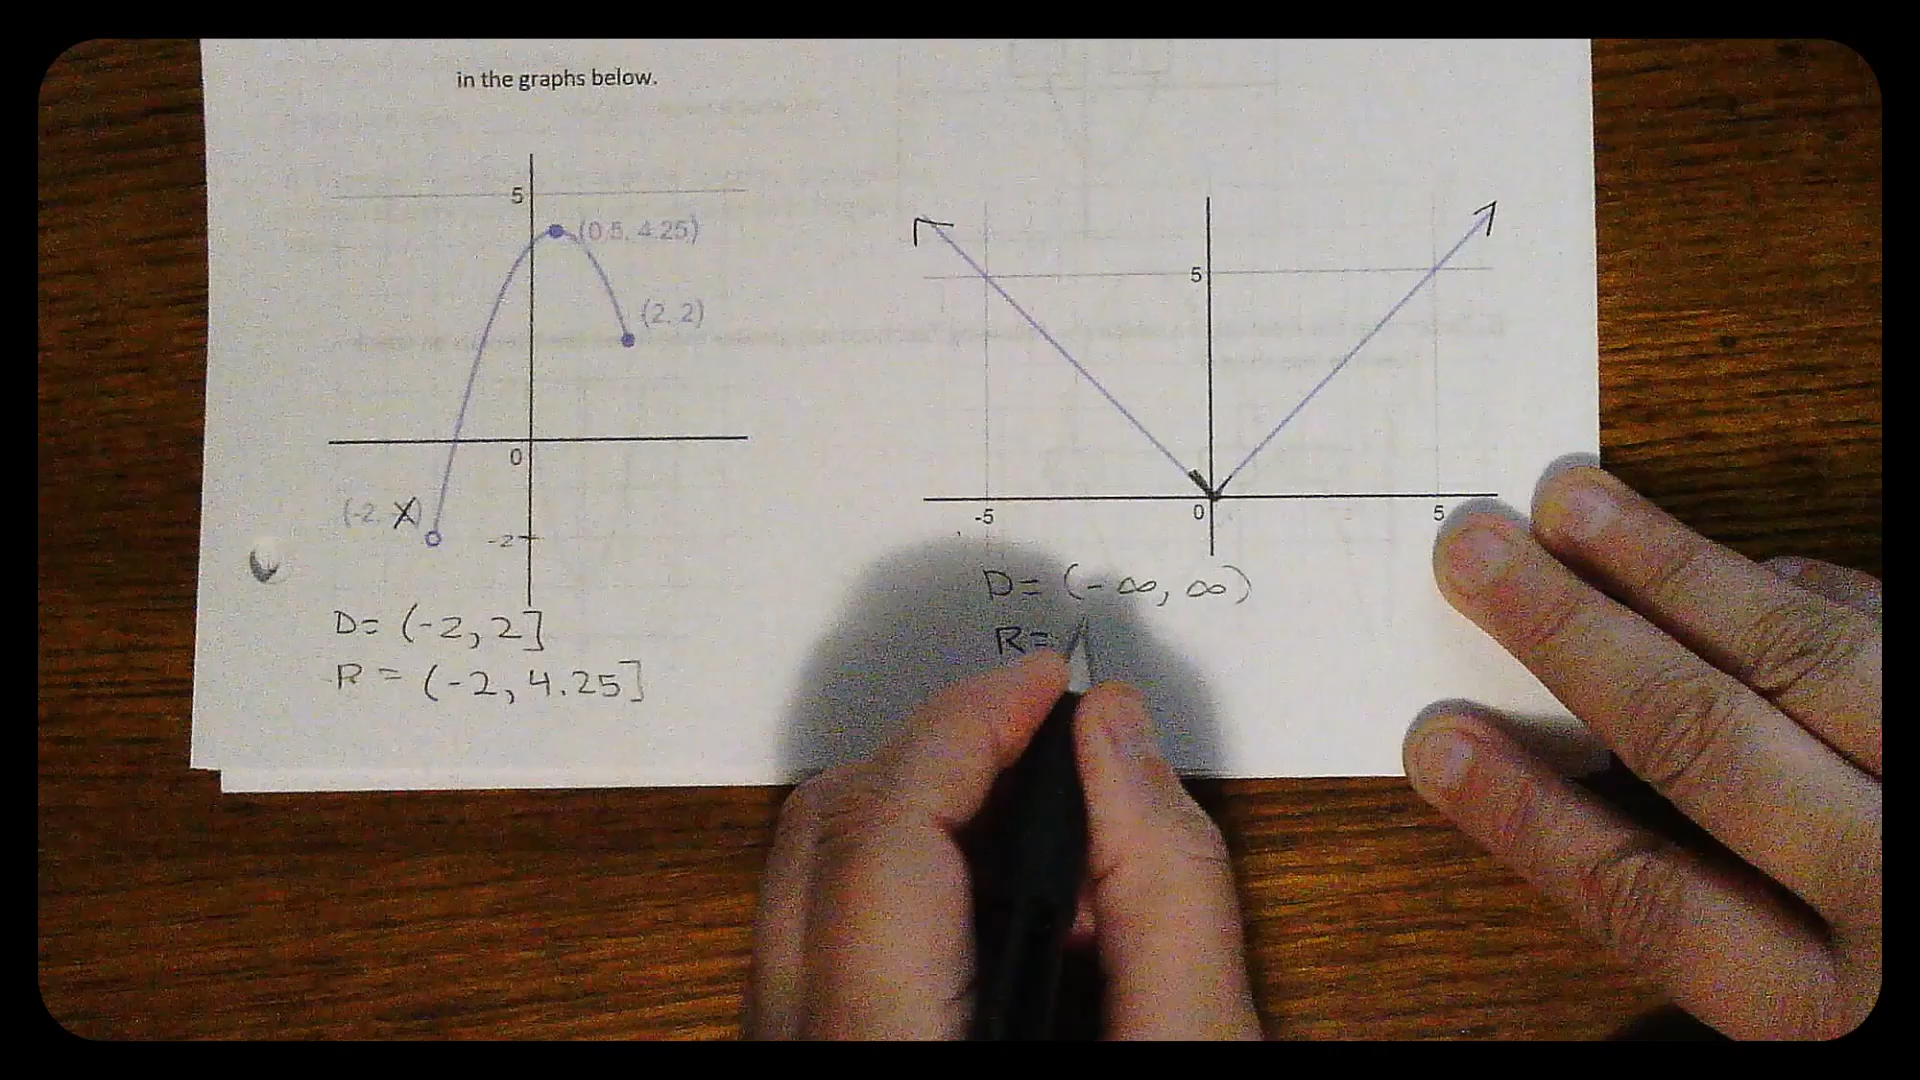 in the graphs below.
5
(0.5, 4.25)
(2, 2)
0
(-2, X)
-2
D= (-2, 2]
R = (-2, 4.25]
5
-5
0
5
D= (-∞, ∞)
R=